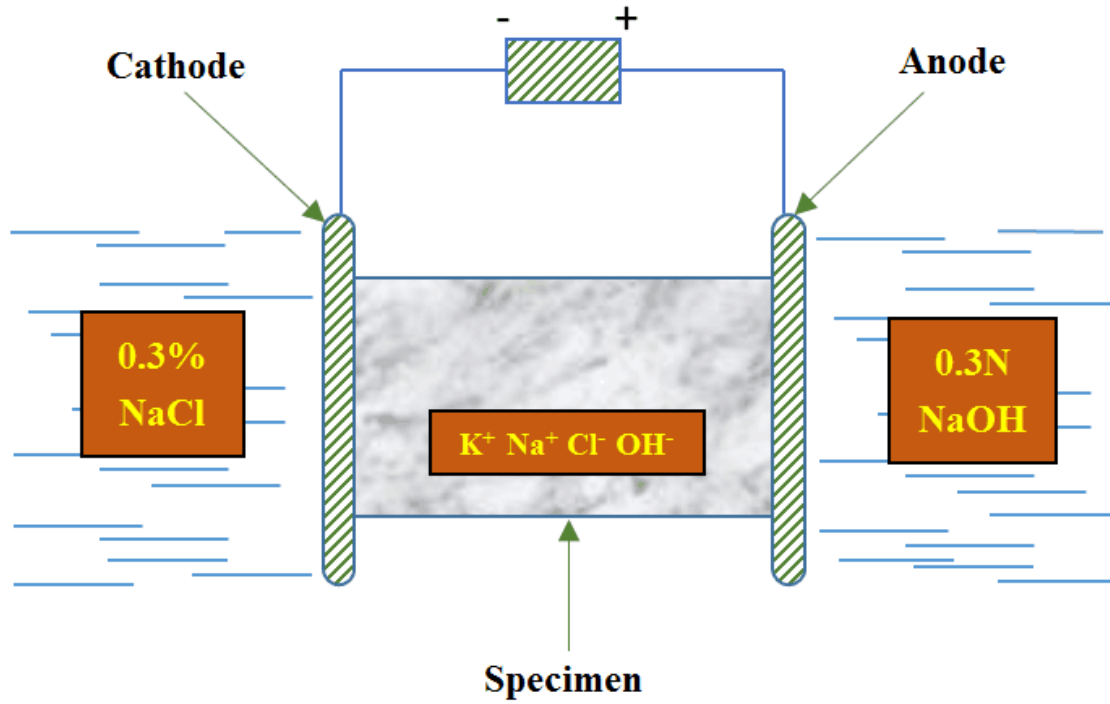 - +
Cathode
Anode
0.3%
NaCl
K⁺ Na⁺ Cl⁻ OH⁻
0.3N
NaOH
Specimen